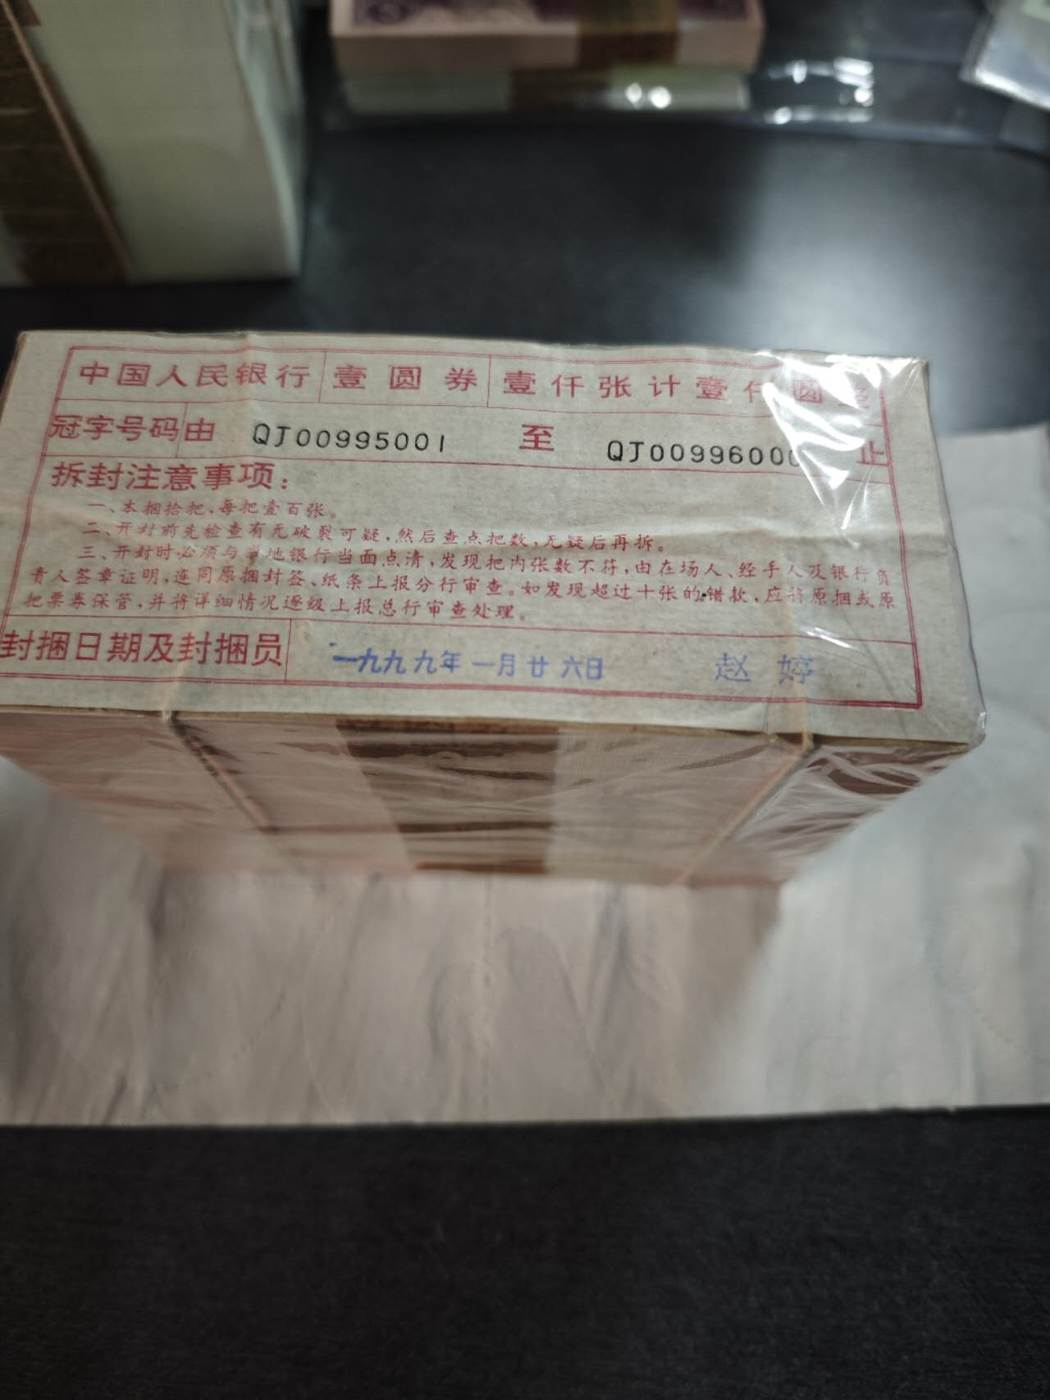 中国人民银行 壹圆券 壹仟张计壹仟圆整
冠字号码由 QJ00995001 至 QJ00996000 止
拆封注意事项：
一、本捆拾把，每把壹百张。
二、开封前先检查有无破裂可疑，然后查点把数，无疑后再拆。
三、开封时必须与当地银行当面点清，发现把内张数不符，由在场人、经手人及银行负
责人签章证明，连同原捆封签、纸条上报分行审查。如发现超过十张的错款，应将原捆或原
把票券保管，并将详细情况逐级上报总行审查处理。
封捆日期及封捆员 一九九九年一月廿六日 赵婷